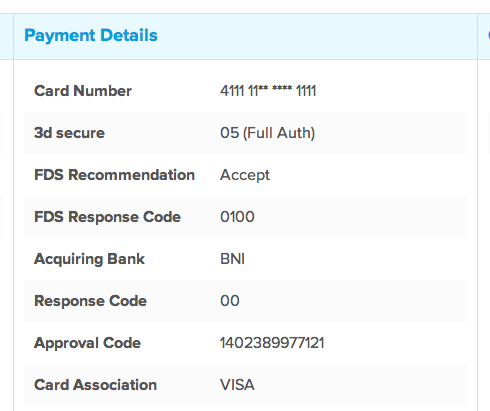 Payment Details
Card Number 4111 11** **** 1111
3d secure 05 (Full Auth)
FDS Recommendation Accept
FDS Response Code 0100
Acquiring Bank BNI
Response Code 00
Approval Code 1402389977121
Card Association VISA